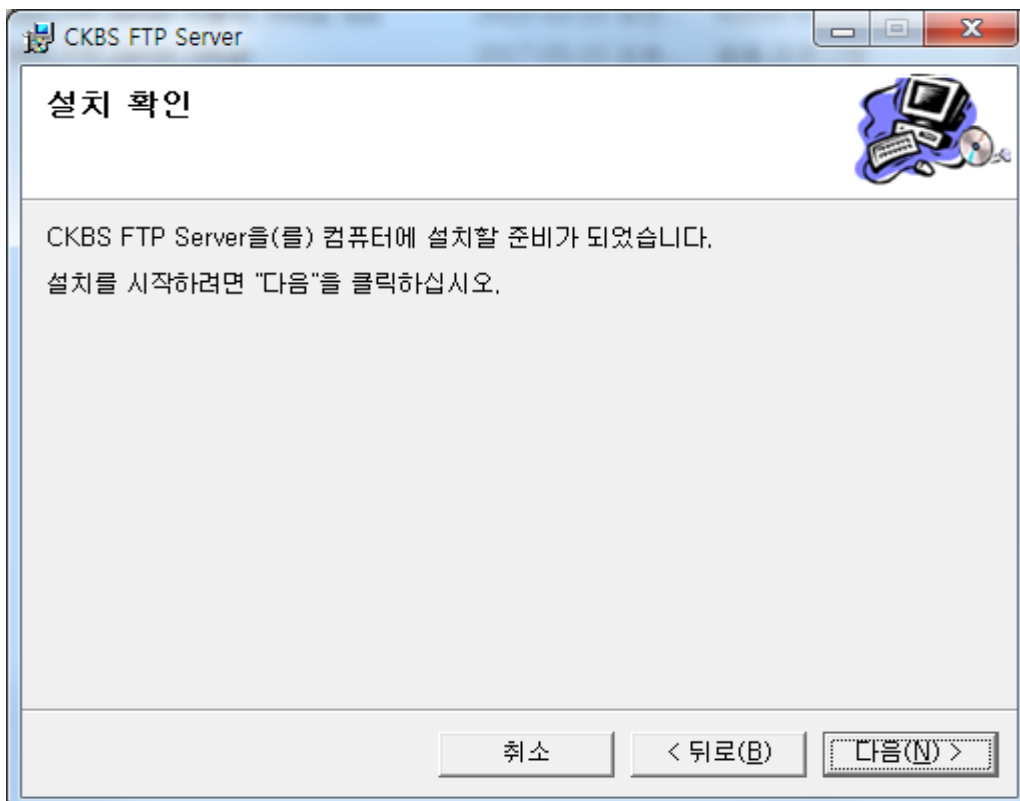 CKBS FTP Server
설치 확인
CKBS FTP Server을(를) 컴퓨터에 설치할 준비가 되었습니다.
설치를 시작하려면 "다음"을 클릭하십시오.
취소
< 뒤로(B)
다음(N) >